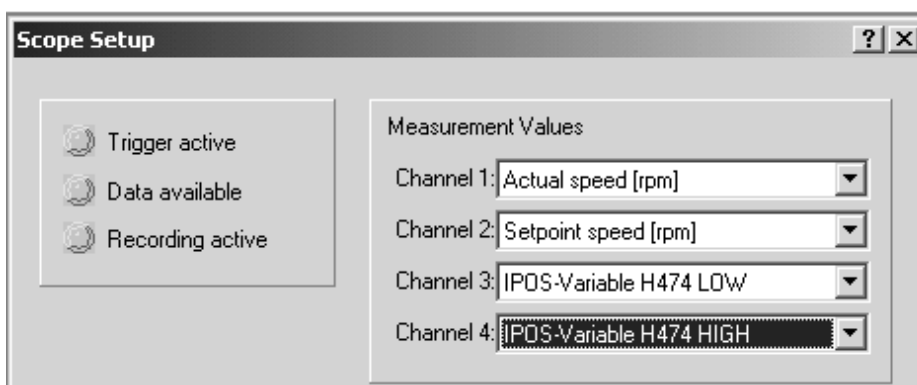 Scope Setup
Trigger active
Data available
Recording active
Measurement Values
Channel 1: Actual speed [rpm]
Channel 2: Setpoint speed [rpm]
Channel 3: IPOS-Variable H474 LOW
Channel 4: IPOS-Variable H474 HIGH